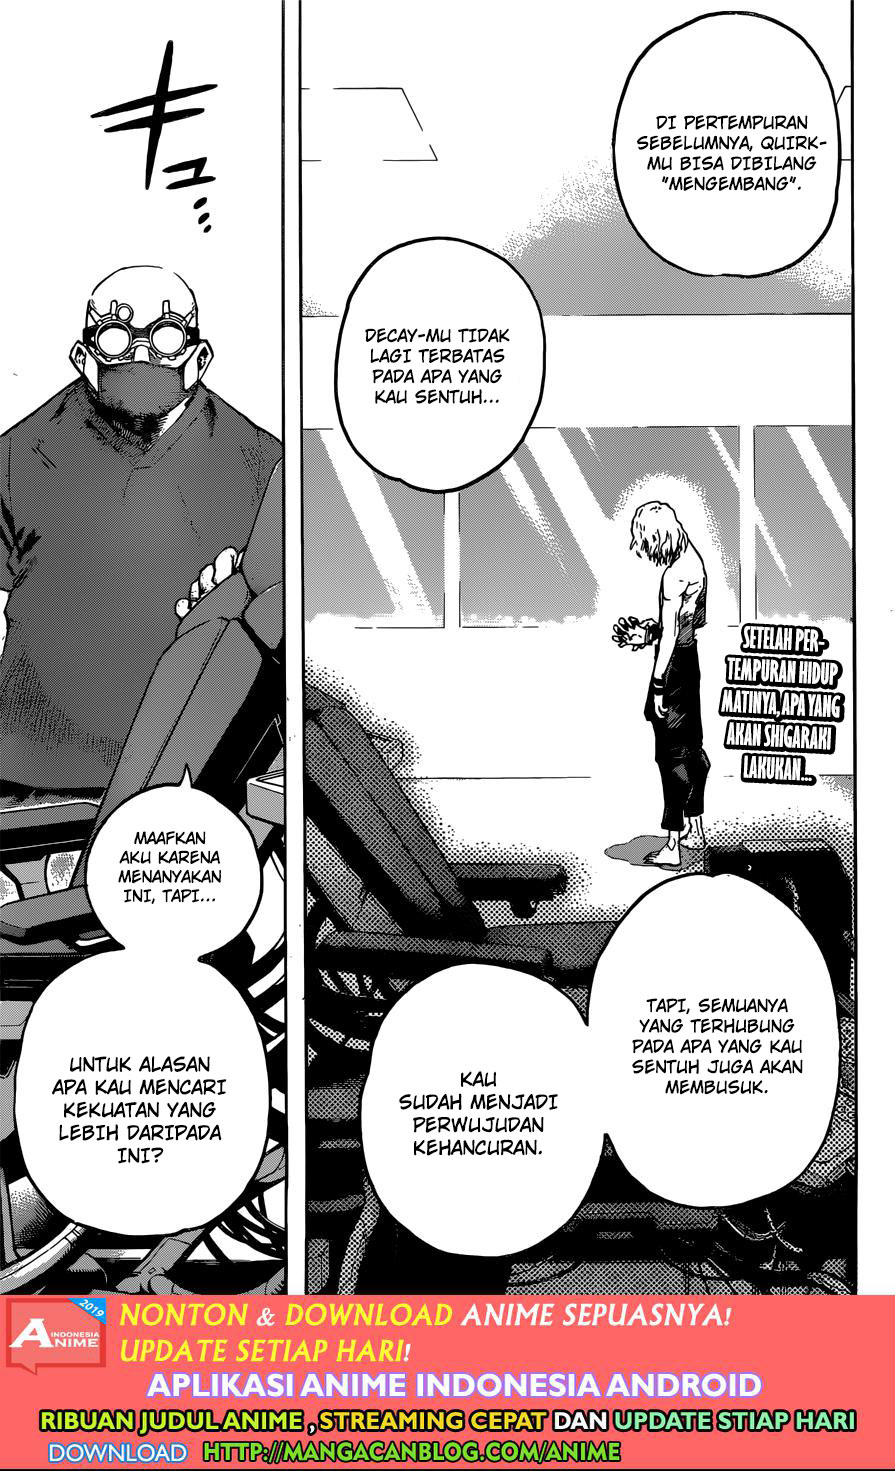 DI PERTEMPURAN
SEBELUMNYA, QUIRK-
MU BISA DIBILANG
"MENGEMBANG".
DECAY-MU TIDAK
LAGI TERBATAS
PADA APA YANG
KAU SENTUH...
SETELAH PER-
TEMPURAN HIDUP
MATINYA, APA YANG
AKAN SHIGARAKI
LAKUKAN...
TAPI, SEMUANYA
YANG TERHUBUNG
PADA APA YANG KAU
SENTUH JUGA AKAN
MEMBUSUK.
KAU
SUDAH MENJADI
PERWUJUDAN
KEHANCURAN.
キュ...
MAAFKAN
AKU KARENA
MENANYAKAN
INI, TAPI...
UNTUK ALASAN
APA KAU MENCARI
KEKUATAN YANG
LEBIH DARIPADA
INI?
2019
INDONESIA
ANIME
NONTON & DOWNLOAD ANIME SEPUASNYA!
UPDATE SETIAP HARI!
APLIKASI ANIME INDONESIA ANDROID
RIBUAN JUDUL ANIME , STREAMING CEPAT DAN UPDATE STIAP HARI
DOWNLOAD HTTP://MANGACANBLOG.COM/ANIME